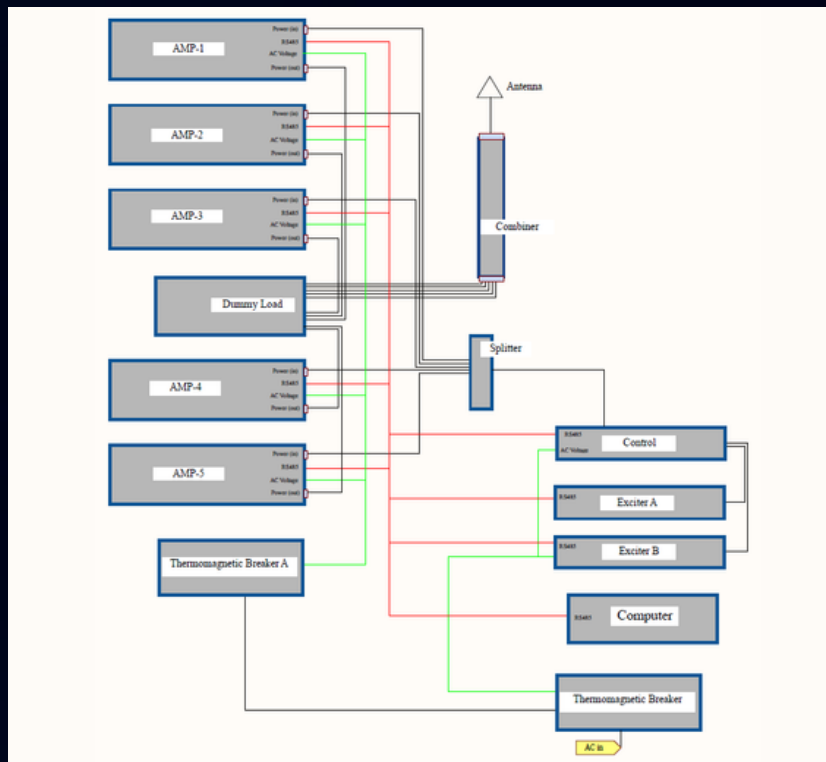 AMP-1
Power (in)
RS485
AC Voltage
Power (out)
Antenna
AMP-2
Power (in)
RS485
AC Voltage
Power (out)
AMP-3
Power (in)
RS485
AC Voltage
Power (out)
Combiner
Dummy Load
Splitter
AMP-4
Power (in)
RS485
AC Voltage
Power (out)
RS485
Control
AC Voltage
AMP-5
Power (in)
RS485
AC Voltage
Power (out)
RS485
Exciter A
RS485
Exciter B
Thermomagnetic Breaker A
RS485
Computer
Thermomagnetic Breaker
AC in